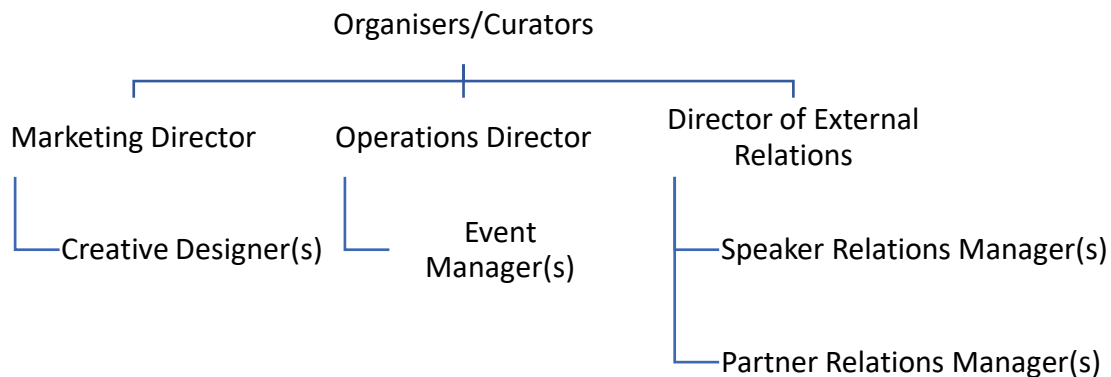 Organisers/Curators
Marketing Director
Operations Director
Director of External
Relations
Creative Designer(s)
Event
Manager(s)
Speaker Relations Manager(s)
Partner Relations Manager(s)